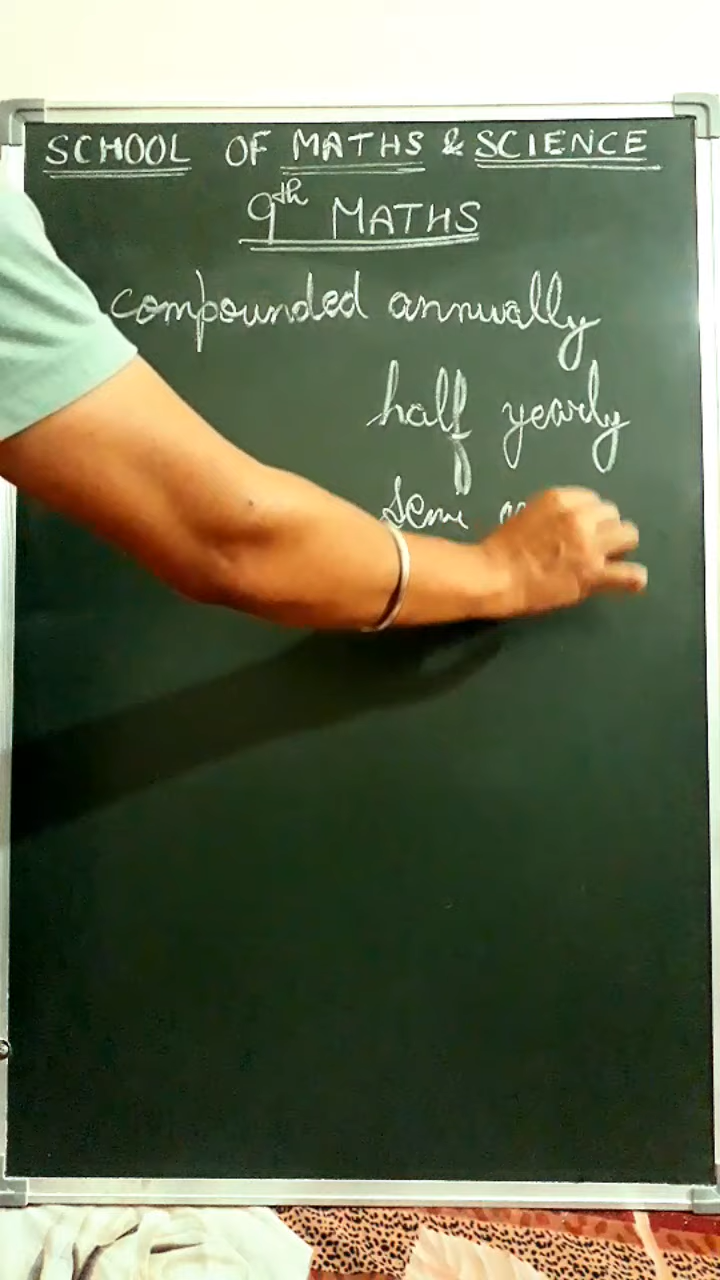 SCHOOL OF MATHS & SCIENCE
9th MATHS
compounded annually
half yearly
semi